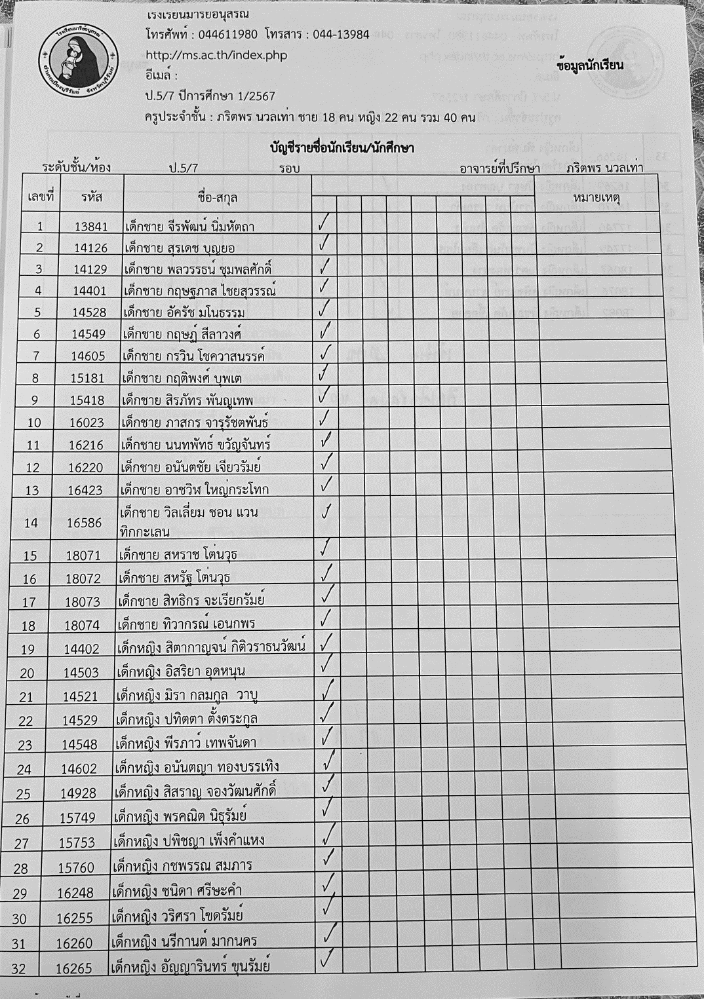 เรงเรยนมารยอนุสรณ
โทรศัพท์ : 044611980 โทรสาร : 044-13984
http://ms.ac.th/index.php
อีเมล์ :
ป.5/7 ปีการศึกษา 1/2567
ครูประจำชั้น : ภริตพร นวลเท่า ชาย 18 คน หญิง 22 คน รวม 40 คน
ข้อมูลนักเรียน
บัญชีรายชื่อนักเรียน/นักศึกษา
ระดับชั้น/ห้อง ป.5/7 รอบ อาจารย์ที่ปรึกษา ภริตพร นวลเท่า
เลขที่ รหัส ชื่อ-สกุล หมายเหตุ
1 13841 เด็กชาย จีรพัฒน์ นิ่มหัตถา ✓
2 14126 เด็กชาย สุรเดช บุญยอ ✓
3 14129 เด็กชาย พลวรรธน์ ชุมพลศักดิ์ ✓
4 14401 เด็กชาย กฤษฐภาส ไชยสุวรรณ์ ✓
5 14528 เด็กชาย อัครัช มโนธรรม ✓
6 14549 เด็กชาย กฤษฏ์ สีลาวงศ์ ✓
7 14605 เด็กชาย กรวิน โชควาสนรรค์ ✓
8 15181 เด็กชาย กฤติพงศ์ บุพเต ✓
9 15418 เด็กชาย สิรภัทร พันญูเทพ ✓
10 16023 เด็กชาย ภาสกร จารุรัชตพันธ์ ✓
11 16216 เด็กชาย นนทพัทธ์ ขวัญจันทร์ ✓
12 16220 เด็กชาย อนันตชัย เจียวรัมย์ ✓
13 16423 เด็กชาย อาชวิฬ ใหญ่กระโทก ✓
14 16586 เด็กชาย วิลเลี่ยม ชอน แวน ✓
ทิกกะเลน
15 18071 เด็กชาย สหราช โต่นวุธ ✓
16 18072 เด็กชาย สหรัฐ โต่นวุธ ✓
17 18073 เด็กชาย สิทธิกร จะเรียกรัมย์ ✓
18 18074 เด็กชาย ทิวากรณ์ เอนกพร ✓
19 14402 เด็กหญิง สิตากาญจน์ กิติวราธนวัฒน์ ✓
20 14503 เด็กหญิง อิสริยา อุดหนุน ✓
21 14521 เด็กหญิง มิรา กลมกูล วาบู ✓
22 14529 เด็กหญิง ปทิตตา ตั้งตระกูล ✓
23 14548 เด็กหญิง พีรภาว์ เทพจันดา ✓
24 14602 เด็กหญิง อนันตญา ทองบรรเทิง ✓
25 14928 เด็กหญิง สิสราญ จองวัฒนศักดิ์ ✓
26 15749 เด็กหญิง พรคณิต นิธุรัมย์ ✓
27 15753 เด็กหญิง ปพิชญา เพ็งคำแหง ✓
28 15760 เด็กหญิง กชพรรณ สมภาร ✓
29 16248 เด็กหญิง ชนิดา ศรีษะคำ ✓
30 16255 เด็กหญิง วริศรา โขดรัมย์ ✓
31 16260 เด็กหญิง นรีกานต์ มากนคร ✓
32 16265 เด็กหญิง อัญญารินทร์ ขุนรัมย์ ✓